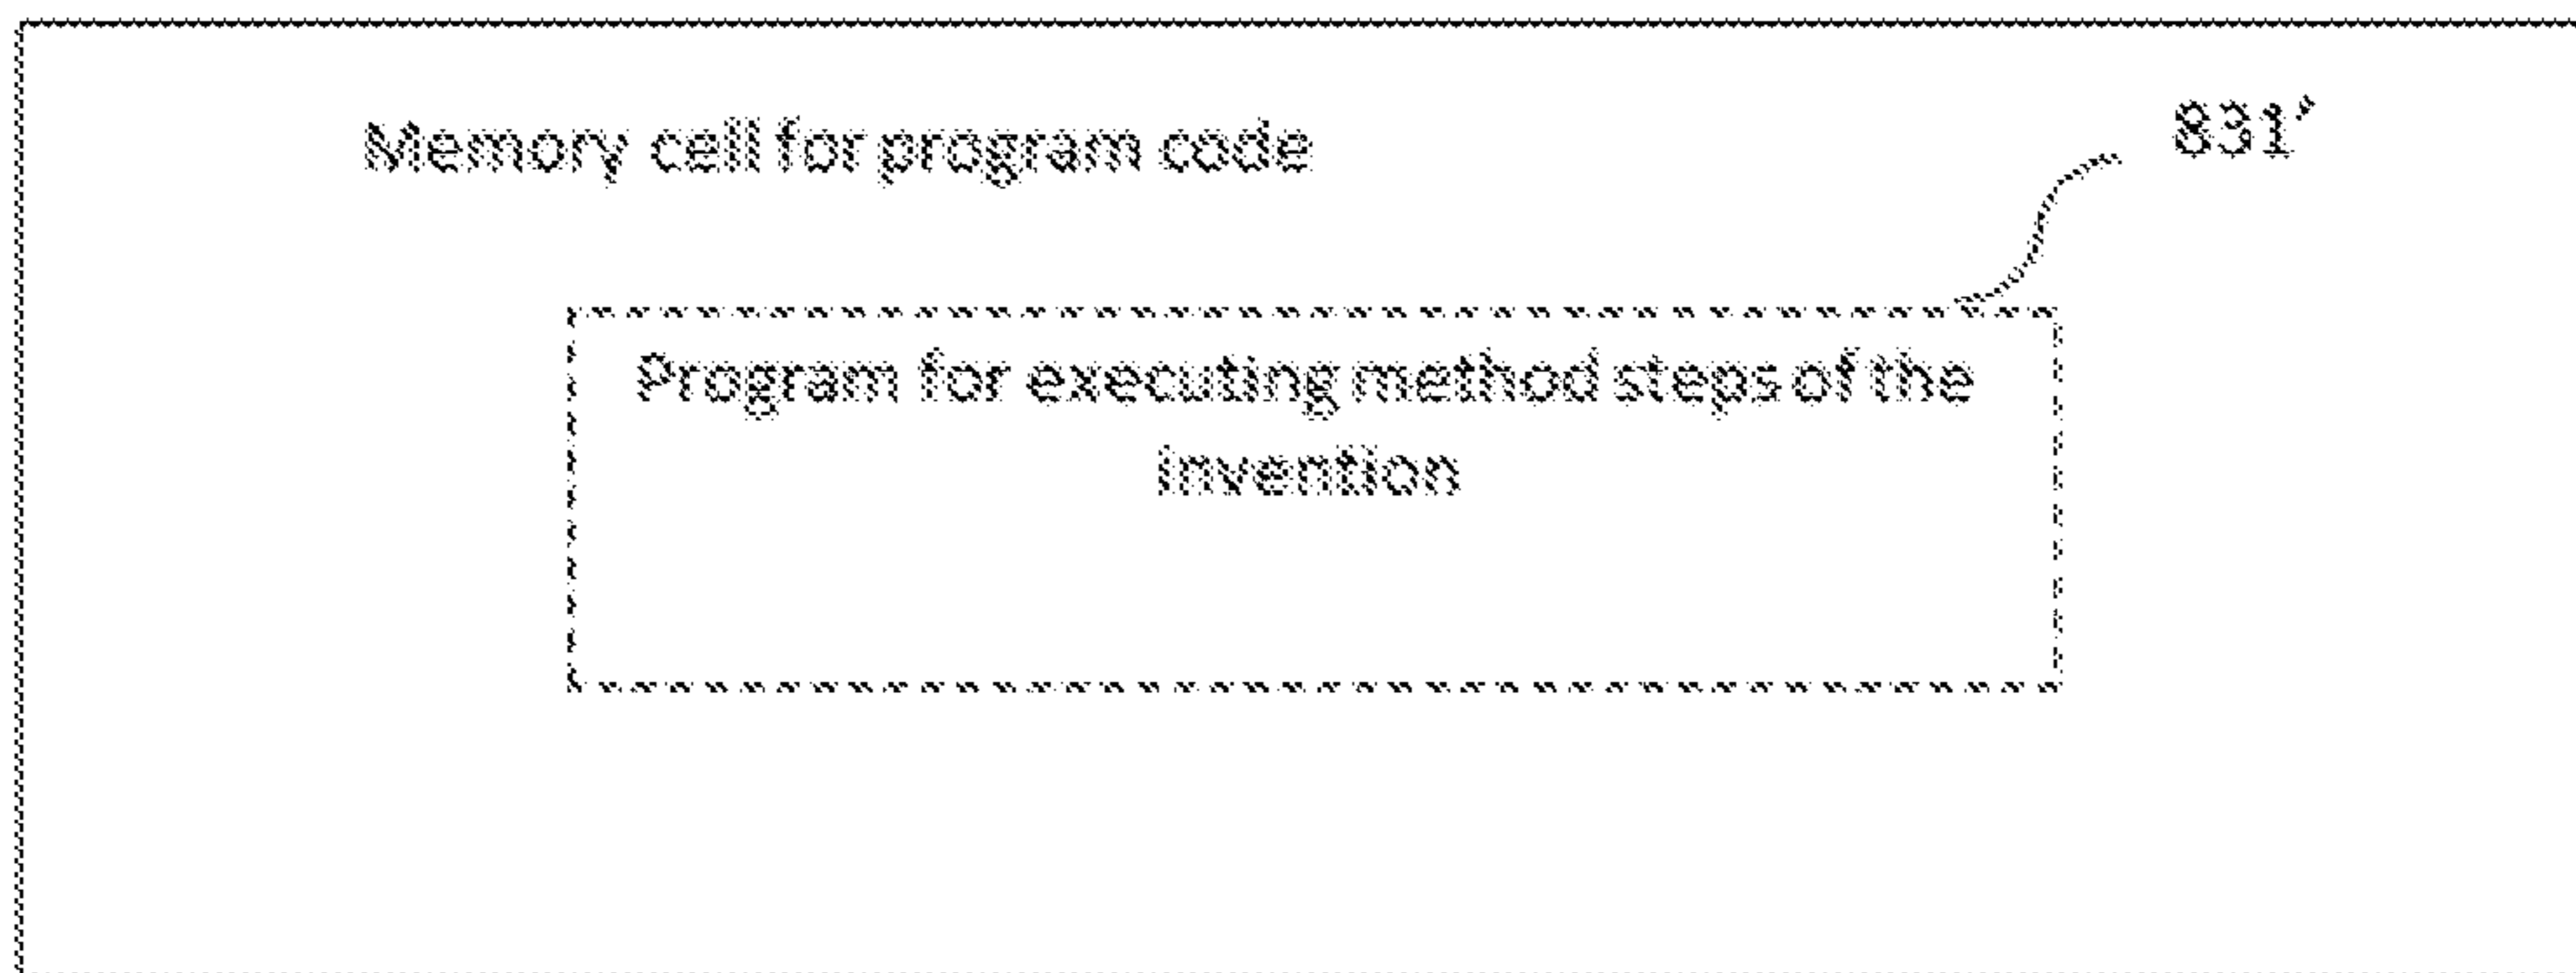 Memory cell for program code
831'
Program for executing method steps of the
invention